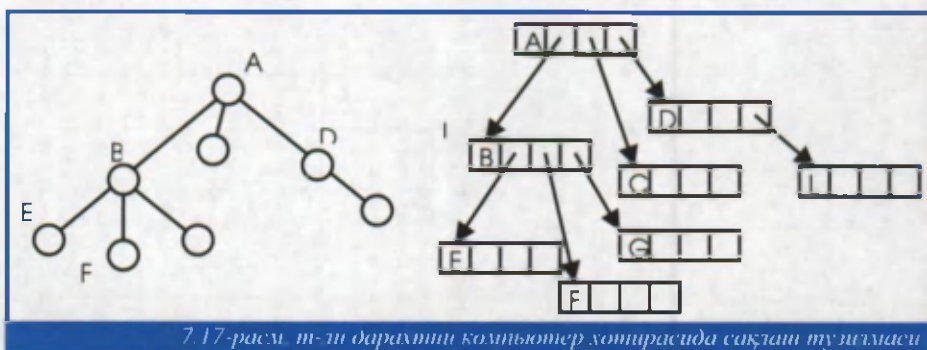 A
A
D
D
B
I
B
C
I
E
F
E
G
F
7.17-расм. m-ли дарахтни компьютер хотирасида сақлаш тузилмаси